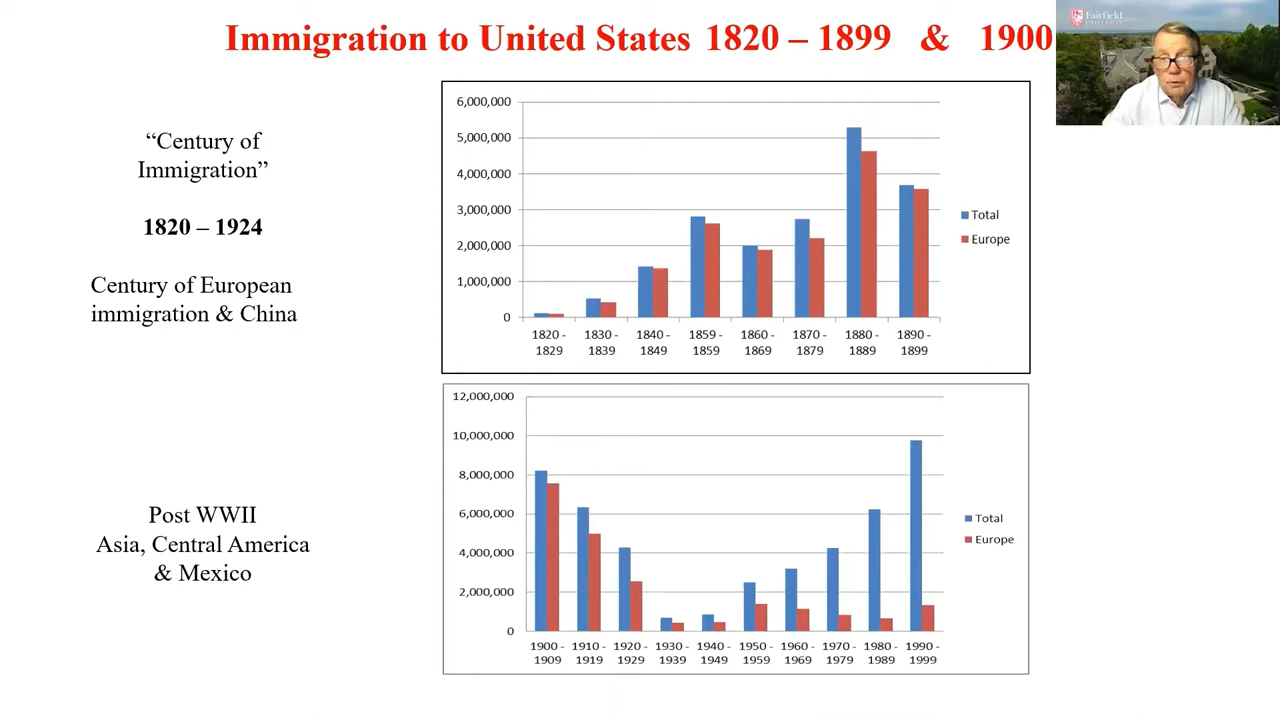 Immigration to United States 1820 – 1899 & 1900
Fairfield
UNIVERSITY
“Century of
Immigration”
1820 – 1924
Century of European
immigration & China
6,000,000
5,000,000
4,000,000
3,000,000
2,000,000
1,000,000
0
1820 - 1830 - 1840 - 1859 - 1860 - 1870 - 1880 - 1890 -
1829 1839 1849 1859 1869 1879 1889 1899
Total
Europe
Post WWII
Asia, Central America
& Mexico
12,000,000
10,000,000
8,000,000
6,000,000
4,000,000
2,000,000
0
1900 - 1910 - 1920 - 1930 - 1940 - 1950 - 1960 - 1970 - 1980 - 1990 -
1909 1919 1929 1939 1949 1959 1969 1979 1989 1999
Total
Europe